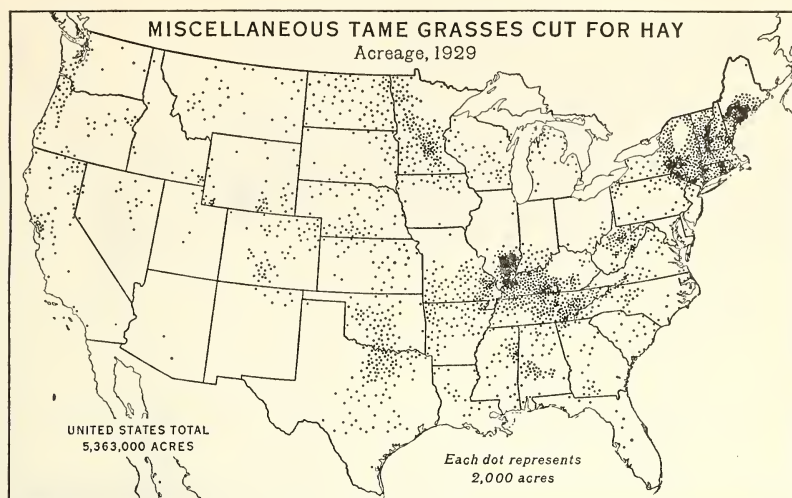 MISCELLANEOUS TAME GRASSES CUT FOR HAY
Acreage, 1929
UNITED STATES TOTAL
5,363,000 ACRES
Each dot represents
2,000 acres